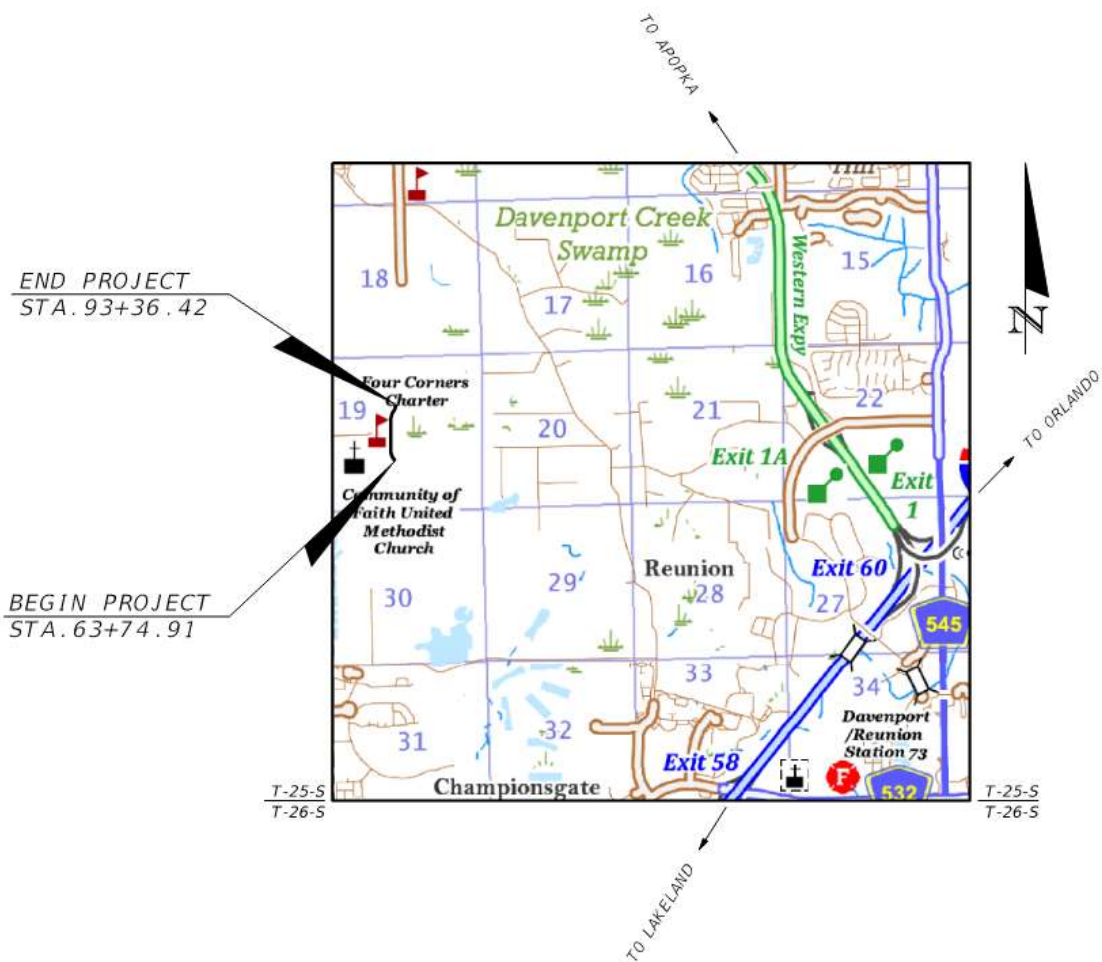 TO APOPKA
Hill
Davenport Creek
Swamp
Western Expy
18
17
16
15
END PROJECT
STA.93+36.42
N
Four Corners
Charter
19
20
21
22
TO ORLANDO
Exit 1A
Exit
1
Community of
Faith United
Methodist
Church
Reunion
Exit 60
30
29
28
27
BEGIN PROJECT
STA.63+74.91
545
33
34
31
32
Davenport
/Reunion
Station 73
Exit 58
F
532
Championsgate
T-25-S
T-26-S
T-25-S
T-26-S
TO LAKELAND